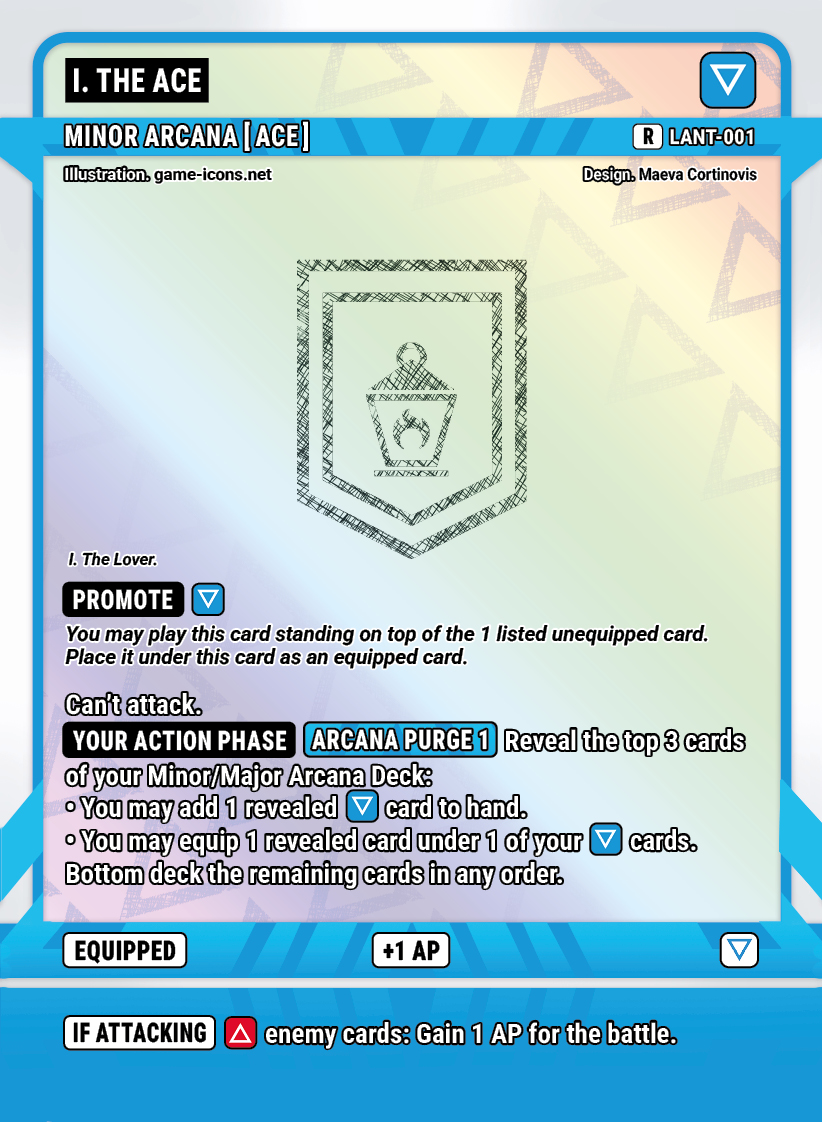 I. THE ACE
MINOR ARCANA [ ACE ]
R LANT-001
Illustration. game-icons.net
Design. Maeva Cortinovis
I. The Lover.
PROMOTE
You may play this card standing on top of the 1 listed unequipped card.
Place it under this card as an equipped card.
Can't attack.
YOUR ACTION PHASE ARCANA PURGE 1 Reveal the top 3 cards
of your Minor/Major Arcana Deck:
• You may add 1 revealed card to hand.
• You may equip 1 revealed card under 1 of your cards.
Bottom deck the remaining cards in any order.
EQUIPPED
+1 AP
IF ATTACKING enemy cards: Gain 1 AP for the battle.